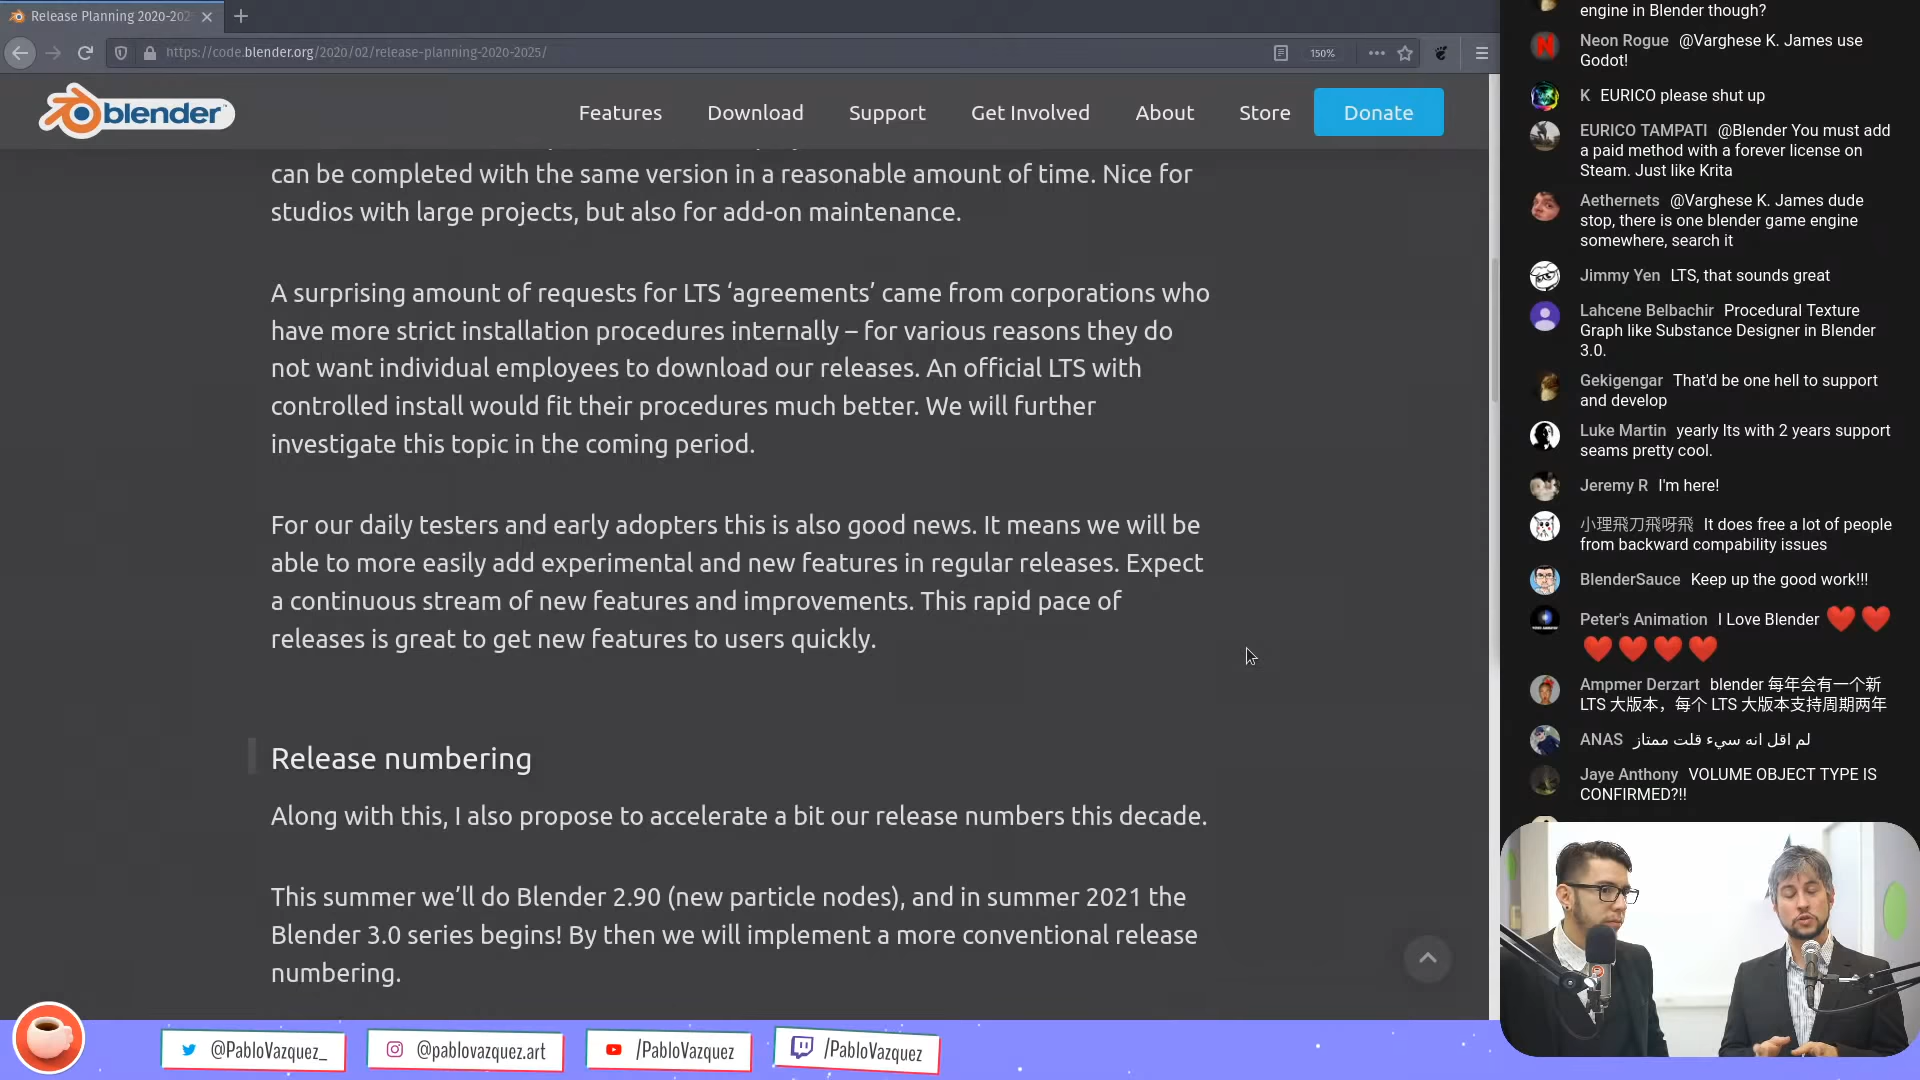 Release Planning 2020-202
https://code.blender.org/2020/02/release-planning-2020-2025/
150%
blender
Features
Download
Support
Get Involved
About
Store
Donate
can be completed with the same version in a reasonable amount of time. Nice for
studios with large projects, but also for add-on maintenance.
A surprising amount of requests for LTS ‘agreements’ came from corporations who
have more strict installation procedures internally – for various reasons they do
not want individual employees to download our releases. An official LTS with
controlled install would fit their procedures much better. We will further
investigate this topic in the coming period.
For our daily testers and early adopters this is also good news. It means we will be
able to more easily add experimental and new features in regular releases. Expect
a continuous stream of new features and improvements. This rapid pace of
releases is great to get new features to users quickly.
Release numbering
Along with this, I also propose to accelerate a bit our release numbers this decade.
This summer we’ll do Blender 2.90 (new particle nodes), and in summer 2021 the
Blender 3.0 series begins! By then we will implement a more conventional release
numbering.
engine in Blender though?
Neon Rogue @Varghese K. James use
Godot!
K EURICO please shut up
EURICO TAMPATI @Blender You must add
a paid method with a forever license on
Steam. Just like Krita
Aethernets @Varghese K. James dude
stop, there is one blender game engine
somewhere, search it
Jimmy Yen LTS, that sounds great
Lahcene Belbachir Procedural Texture
Graph like Substance Designer in Blender
3.0.
Gekigengar That'd be one hell to support
and develop
Luke Martin yearly lts with 2 years support
seams pretty cool.
Jeremy R I'm here!
小理飛刀飛呀飛 It does free a lot of people
from backward compability issues
BlenderSauce Keep up the good work!!!
Peter's Animation I Love Blender ❤️ ❤️
❤️ ❤️ ❤️ ❤️
Ampmer Derzart blender 每年会有一个新
LTS 大版本，每个 LTS 大版本支持周期两年
ANAS لم اقل انه سيء قلت ممتاز
Jaye Anthony VOLUME OBJECT TYPE IS
CONFIRMED?!!
@PabloVazquez_
@pablovazquez.art
/PabloVazquez
/PabloVazquez